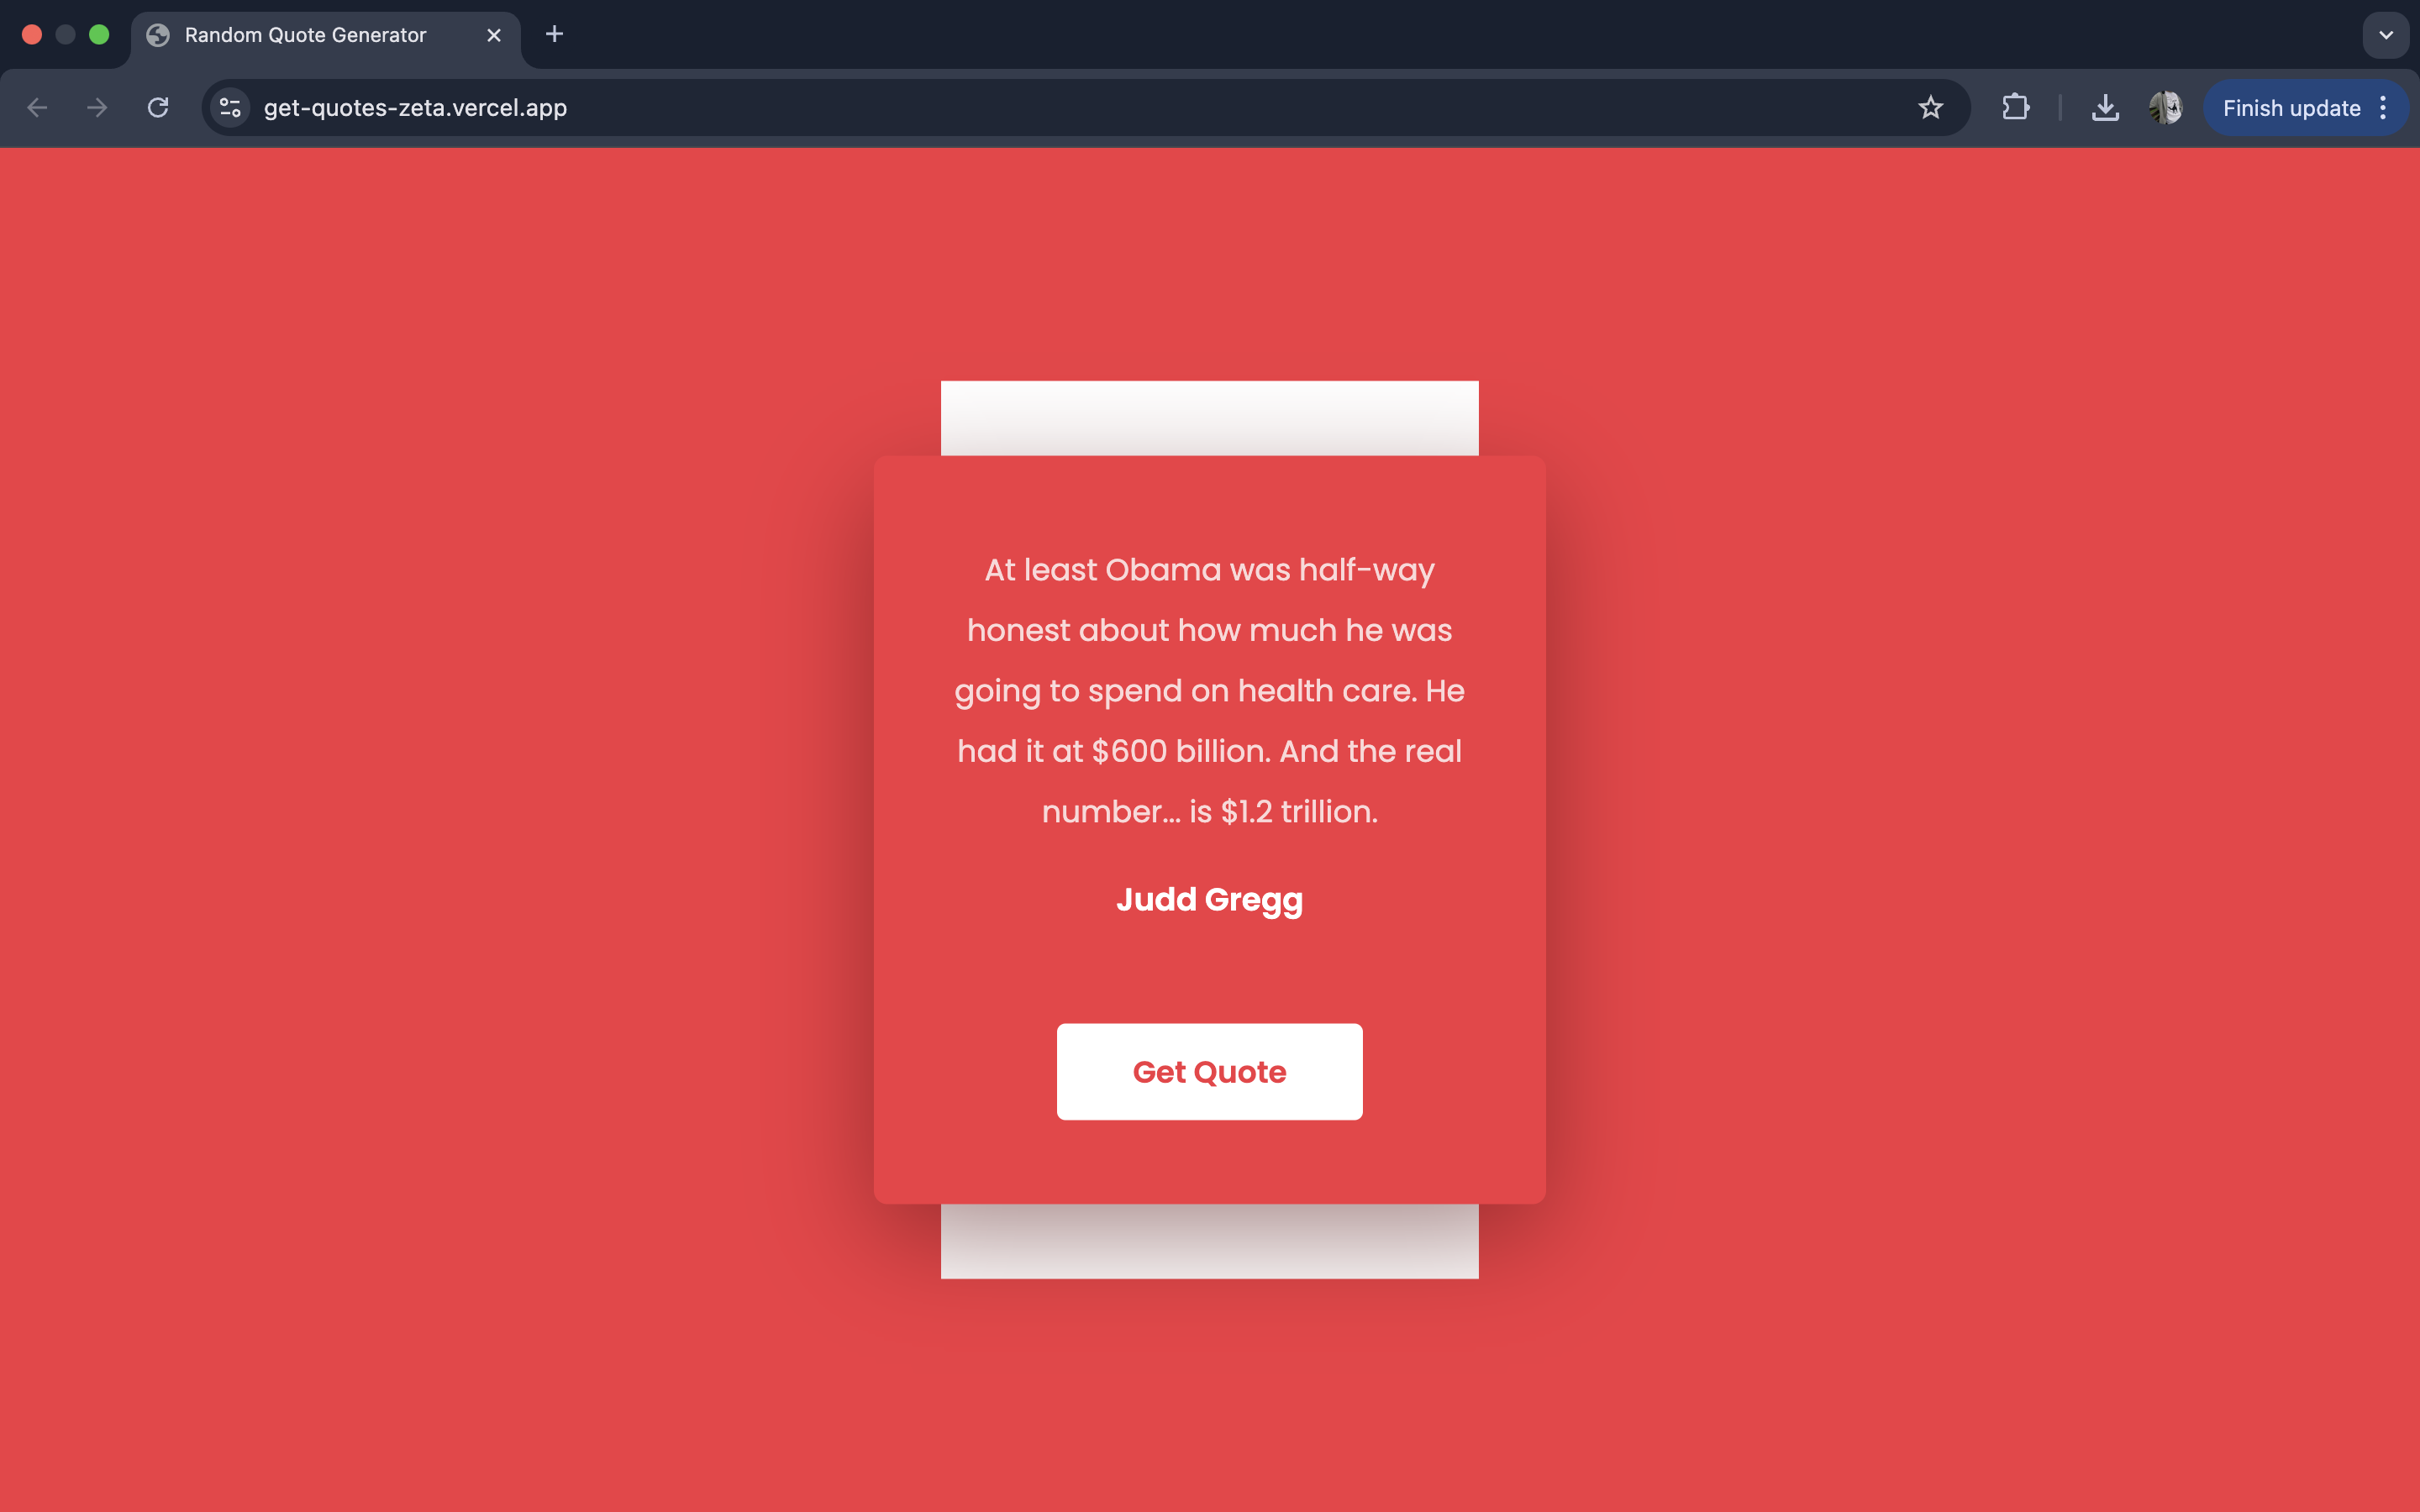 Random Quote Generator
get-quotes-zeta.vercel.app
Finish update
At least Obama was half-way
honest about how much he was
going to spend on health care. He
had it at $600 billion. And the real
number... is $1.2 trillion.
Judd Gregg
Get Quote